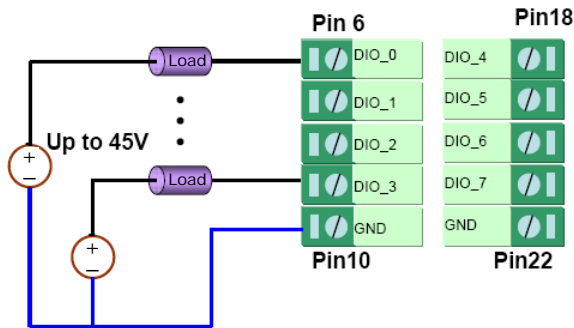 Pin 6
Pin18
Load
DIO_0
DIO_4
DIO_1
DIO_5
Up to 45V
DIO_2
DIO_6
Load
DIO_3
DIO_7
GND
GND
Pin10
Pin22